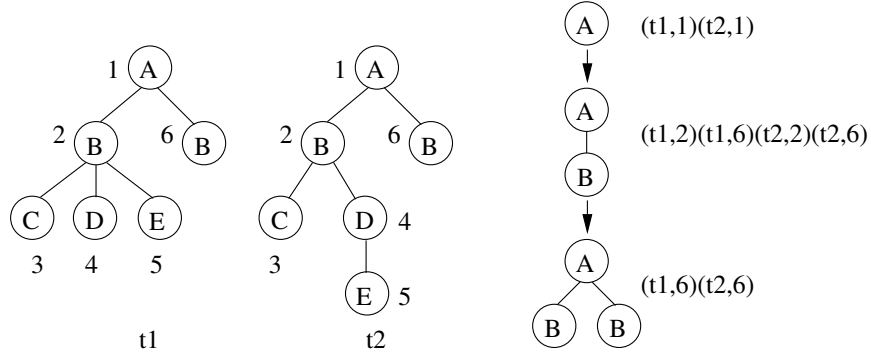 A (t1,1)(t2,1)
1 A 1 A
A
2 B 6 B 2 B 6 B (t1,2)(t1,6)(t2,2)(t2,6)
B
C D E C D 4
3 4 5 3 A (t1,6)(t2,6)
E 5
B B
t1 t2